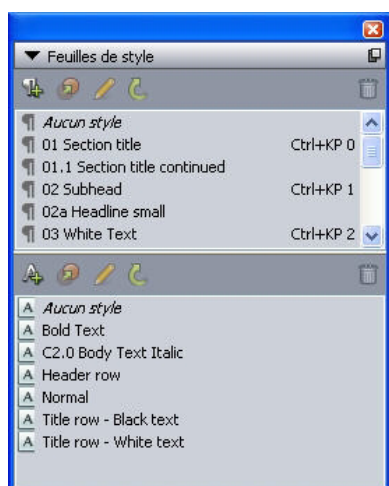 Feuilles de style
Aucun style
01 Section title Ctrl+KP 0
01.1 Section title continued
02 Subhead Ctrl+KP 1
02a Headline small
03 White Text Ctrl+KP 2
Aucun style
Bold Text
C2.0 Body Text Italic
Header row
Normal
Title row - Black text
Title row - White text